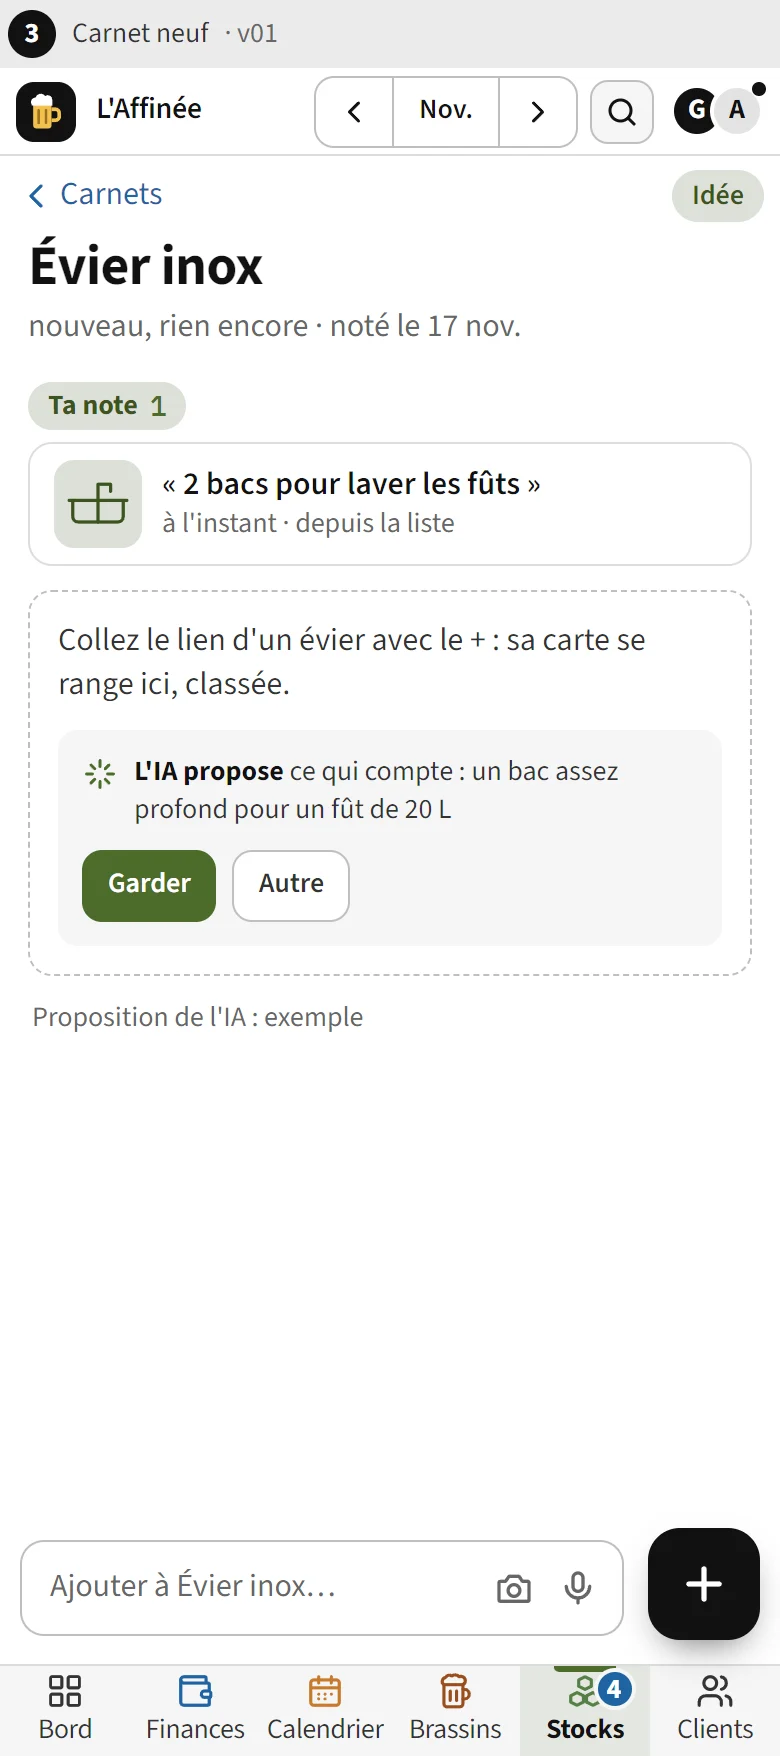 3 Carnet neuf · v01
L'Affinée
Nov.
G A
Carnets
Idée
Évier inox
nouveau, rien encore · noté le 17 nov.
Ta note 1
« 2 bacs pour laver les fûts »
à l'instant · depuis la liste
Collez le lien d'un évier avec le + : sa carte se
range ici, classée.
L'IA propose ce qui compte : un bac assez
profond pour un fût de 20 L
Garder
Autre
Proposition de l'IA : exemple
Ajouter à Évier inox…
4
Bord
Finances
Calendrier
Brassins
Stocks
Clients